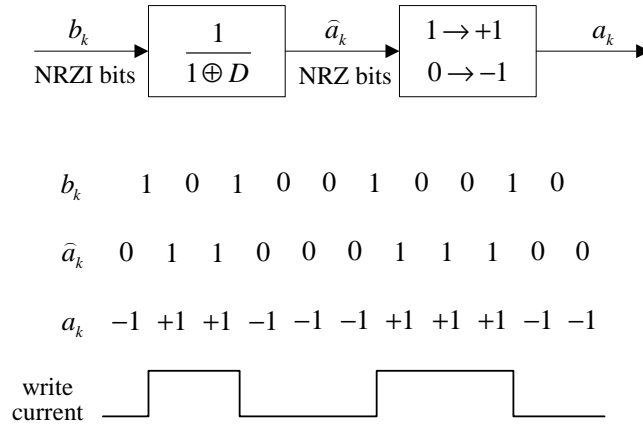 b_k
NRZI bits
1
1 ⊕ D
â_k
NRZ bits
1 → +1
0 → −1
a_k
b_k 1 0 1 0 0 1 0 0 1 0
â_k 0 1 1 0 0 0 1 1 1 0 0
a_k −1 +1 +1 −1 −1 −1 +1 +1 +1 −1 −1
write
current